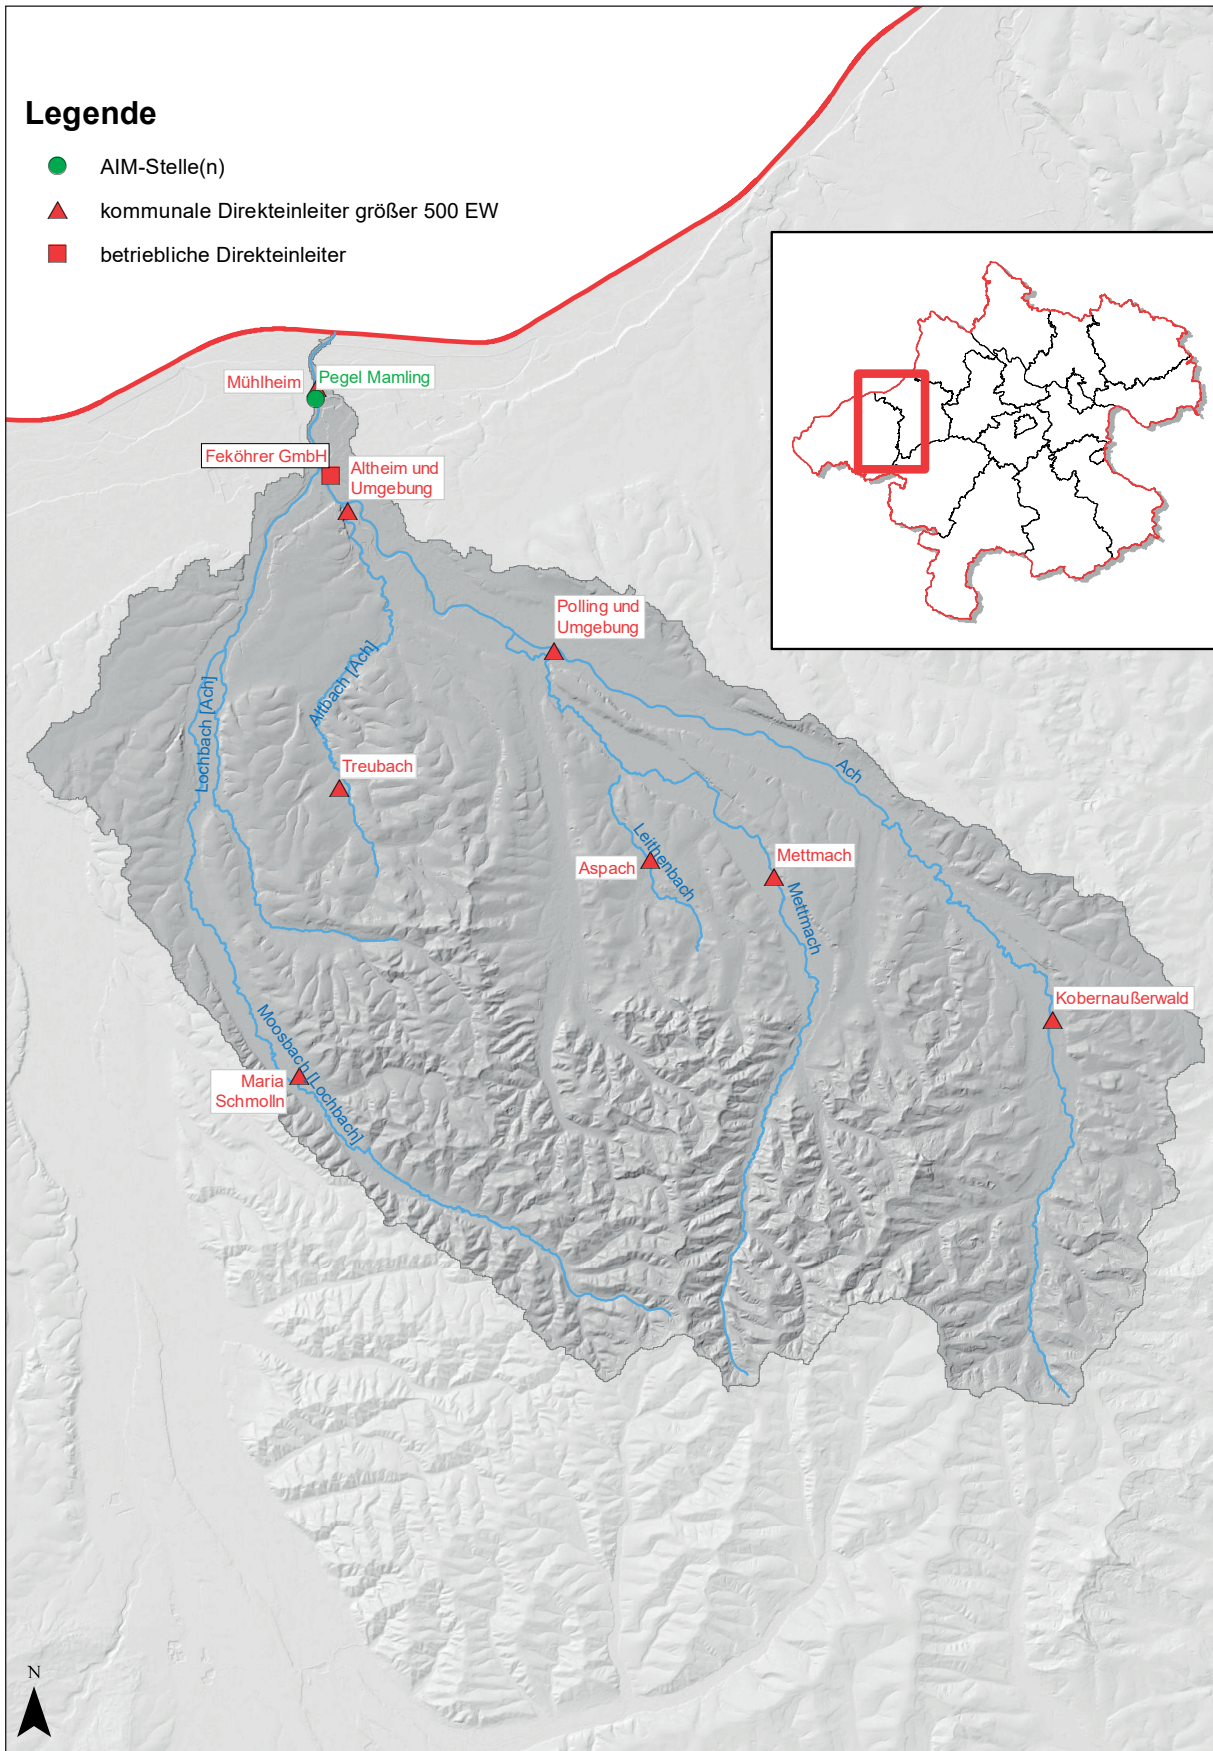 Legende
AIM-Stelle(n)
kommunale Direkteinleiter größer 500 EW
betriebliche Direkteinleiter
Mühlheim
Pegel Mamling
Feköhrer GmbH
Altheim und
Umgebung
Polling und
Umgebung
Lochbach [Ach]
Altbach [Ach]
Treubach
Ach
Leithenbach
Aspach
Mettmach
Mettmach
Kobernaußerwald
Moosbach [Lochbach]
Maria
Schmolln
N